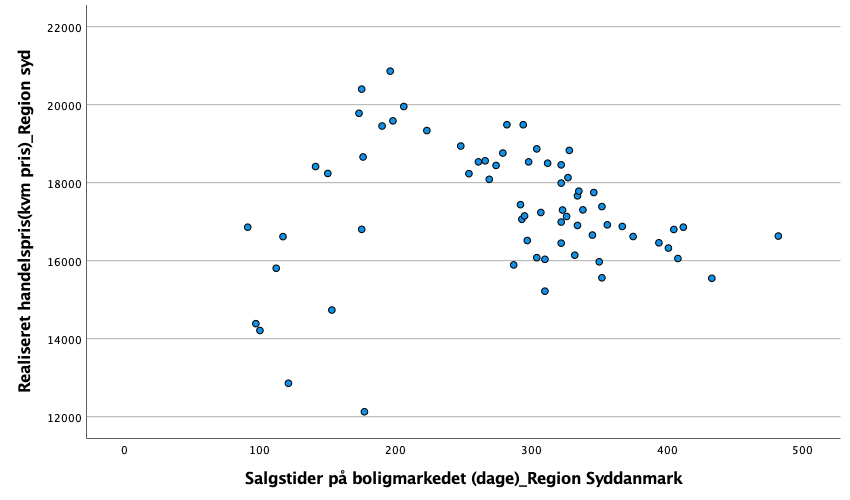 Realiseret handelspris(kvm pris)_Region syd
22000
20000
18000
16000
14000
12000
0 100 200 300 400 500
Salgstider på boligmarkedet (dage)_Region Syddanmark